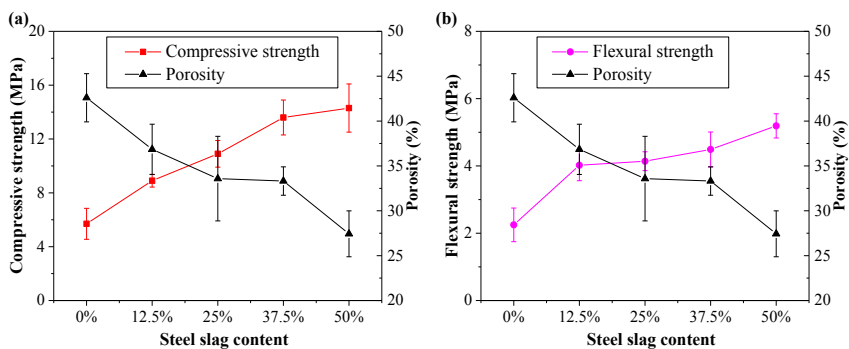 (a)
Compressive strength
Porosity
Compressive strength (MPa)
20
16
12
8
4
0
50
45
40
35
30
25
20
Porosity (%)
0% 12.5% 25% 37.5% 50%
Steel slag content
(b)
Flexural strength
Porosity
Flexural strength (MPa)
8
6
4
2
0
50
45
40
35
30
25
20
Porosity (%)
0% 12.5% 25% 37.5% 50%
Steel slag content